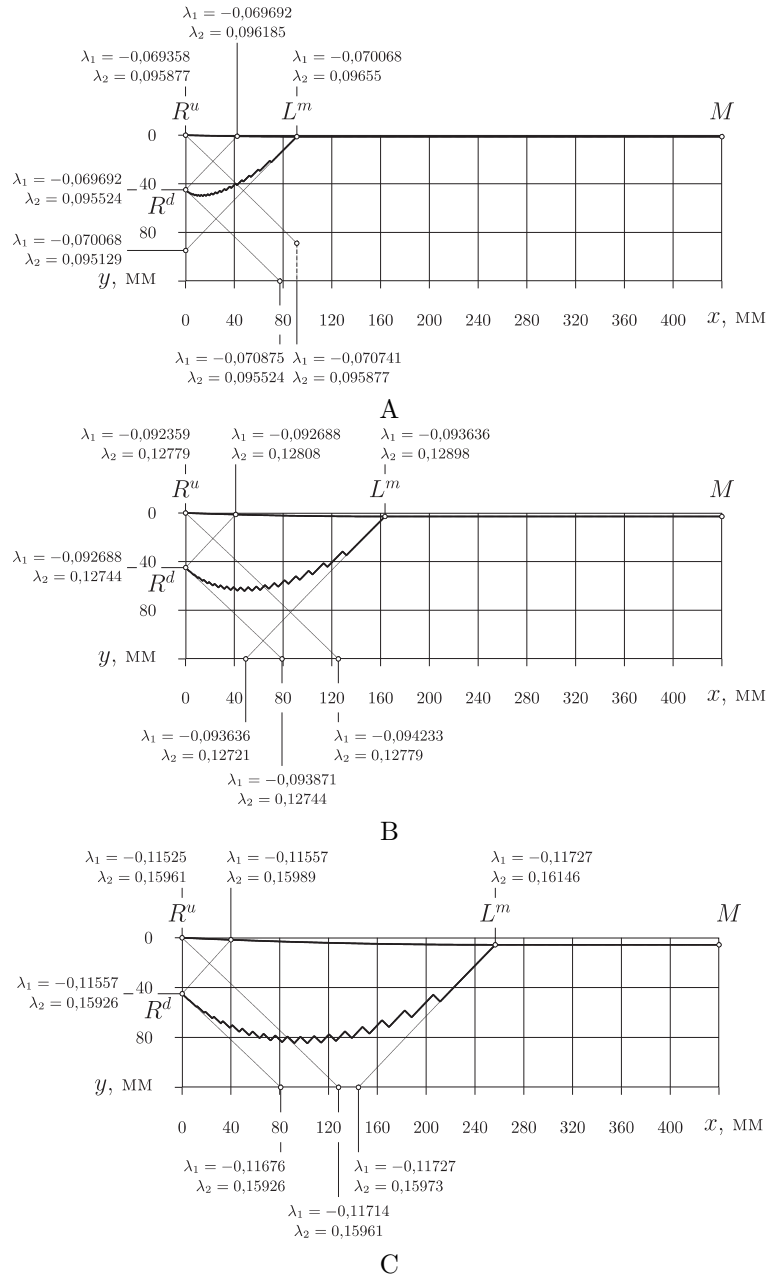 λ₁ = −0,069692
λ₂ = 0,096185
λ₁ = −0,069358
λ₂ = 0,095877
λ₁ = −0,070068
λ₂ = 0,09655
Rᵘ Lᵐ M
0
λ₁ = −0,069692
λ₂ = 0,095524
40
Rᵈ
80
λ₁ = −0,070068
λ₂ = 0,095129
y, мм
0 40 80 120 160 200 240 280 320 360 400 x, мм
λ₁ = −0,070875 λ₁ = −0,070741
λ₂ = 0,095524 λ₂ = 0,095877
A
λ₁ = −0,092359 λ₁ = −0,092688 λ₁ = −0,093636
λ₂ = 0,12779 λ₂ = 0,12808 λ₂ = 0,12898
Rᵘ Lᵐ M
0
λ₁ = −0,092688
λ₂ = 0,12744
40
Rᵈ
80
y, мм
0 40 80 120 160 200 240 280 320 360 400 x, мм
λ₁ = −0,093636 λ₁ = −0,094233
λ₂ = 0,12721 λ₂ = 0,12779
λ₁ = −0,093871
λ₂ = 0,12744
B
λ₁ = −0,11525 λ₁ = −0,11557 λ₁ = −0,11727
λ₂ = 0,15961 λ₂ = 0,15989 λ₂ = 0,16146
Rᵘ Lᵐ M
0
λ₁ = −0,11557
λ₂ = 0,15926
40
Rᵈ
80
y, мм
0 40 80 120 160 200 240 280 320 360 400 x, мм
λ₁ = −0,11676 λ₁ = −0,11727
λ₂ = 0,15926 λ₂ = 0,15973
λ₁ = −0,11714
λ₂ = 0,15961
C